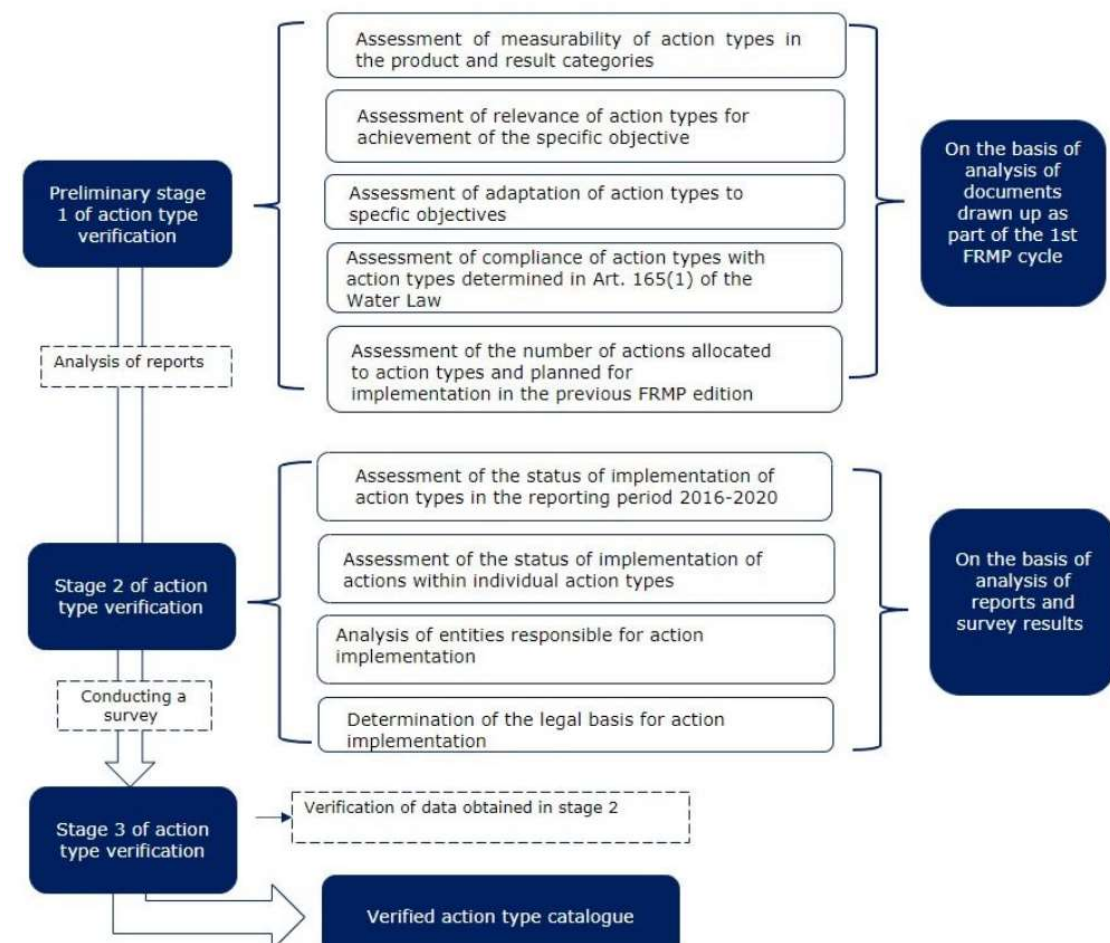 Assessment of measurability of action types in
the product and result categories
Assessment of relevance of action types for
achievement of the specific objective
Preliminary stage
1 of action type
verification
Assessment of adaptation of action types to
specfic objectives
Assessment of compliance of action types with
action types determined in Art. 165(1) of the
Water Law
Assessment of the number of actions allocated
to action types and planned for
implementation in the previous FRMP edition
On the basis of
analysis of
documents
drawn up as
part of the 1st
FRMP cycle
Analysis of reports
Assessment of the status of implementation of
action types in the reporting period 2016-2020
Assessment of the status of implementation of
actions within individual action types
Stage 2 of action
type verification
Analysis of entities responsible for action
implementation
Determination of the legal basis for action
implementation
On the basis of
analysis of
reports and
survey results
Conducting a
survey
Stage 3 of action
type verification
Verification of data obtained in stage 2
Verified action type catalogue